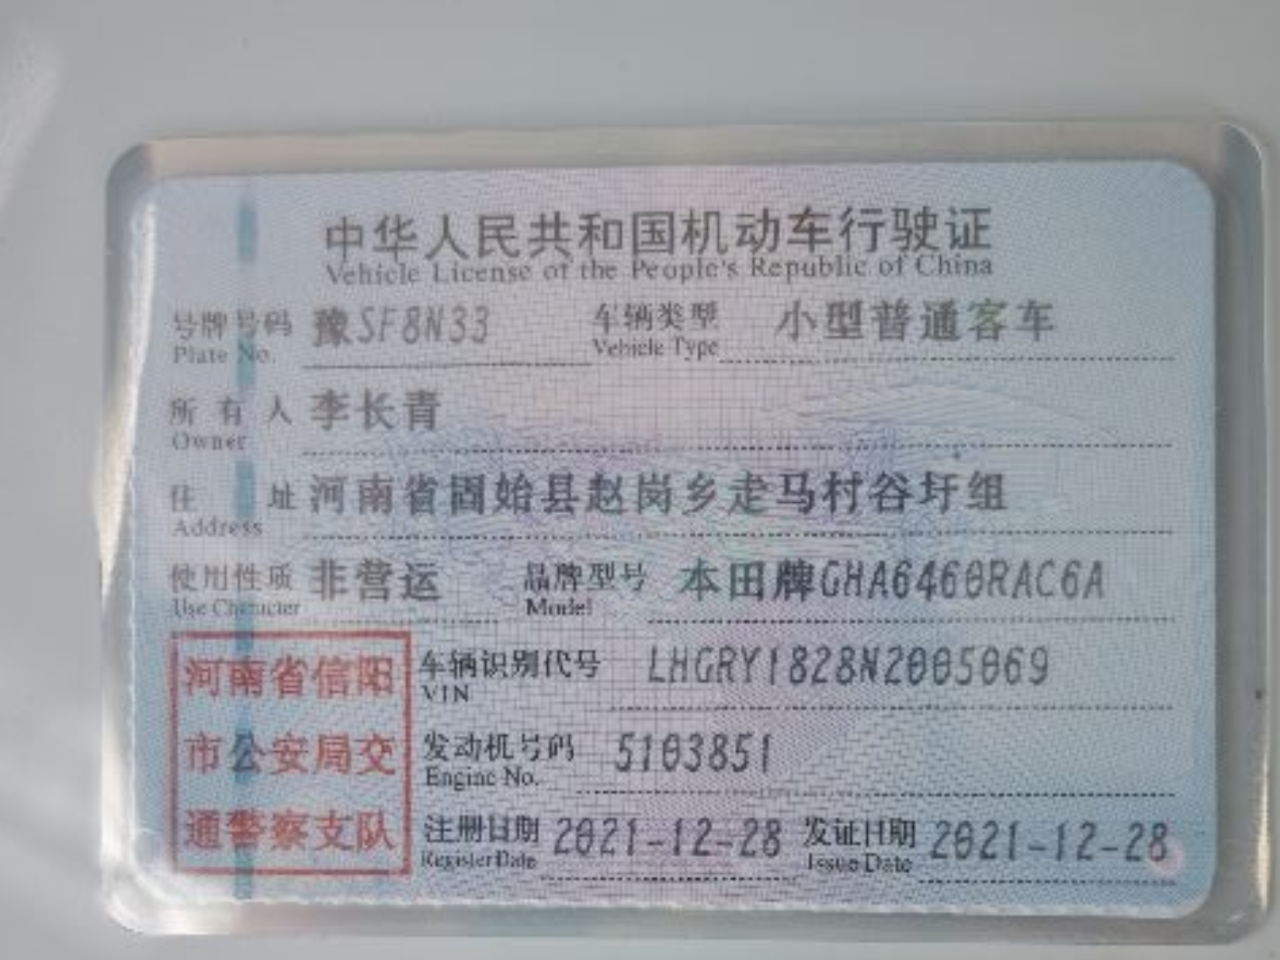 中华人民共和国机动车行驶证
Vehicle License of the People's Republic of China
号牌号码 豫SF8N33 车辆类型 小型普通客车
Plate No. Vehicle Type
所有人 李长青
Owner
住址 河南省固始县赵岗乡走马村谷圩组
Address
使用性质 非营运 品牌型号 本田牌GHA6460RAC6A
Use Character Model
河南省信阳 车辆识别代号 LHGRY1828N2005069
VIN
市公安局交 发动机号码 5103851
Engine No.
通警察支队 注册日期 2021-12-28 发证日期 2021-12-28
Register Date Issue Date